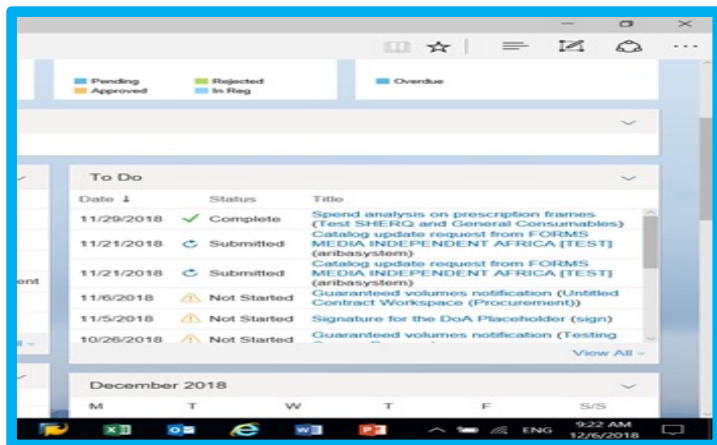 Pending
Rejected
Overdue
Approved
In Reg
To Do
Date ↓ Status Title
11/29/2018 Complete Spend analysis on prescription frames
(Test SHERQ and General Consumables)
11/21/2018 Submitted Catalog update request from FORMS
MEDIA INDEPENDENT AFRICA [TEST]
(aribasystem)
11/21/2018 Submitted Catalog update request from FORMS
MEDIA INDEPENDENT AFRICA [TEST]
(aribasystem)
11/6/2018 Not Started Guaranteed volumes notification (Untitled
Contract Workspace (Procurement))
11/5/2018 Not Started Signature for the DoA Placeholder (sign)
10/26/2018 Not Started Guaranteed volumes notification (Testing
View All
December 2018
M T W T F S/S
ENG 9:22 AM
12/6/2018